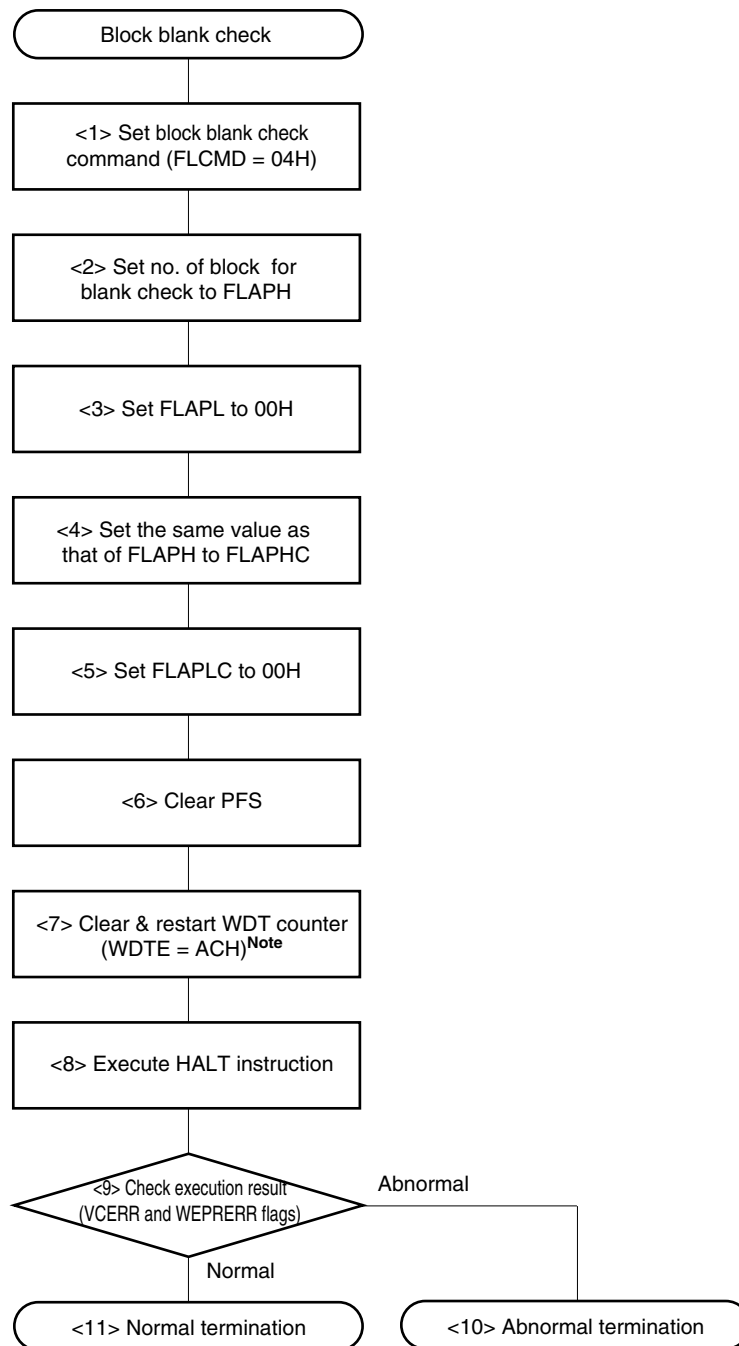 Block blank check
<1> Set block blank check
command (FLCMD = 04H)
<2> Set no. of block for
blank check to FLAPH
<3> Set FLAPL to 00H
<4> Set the same value as
that of FLAPH to FLAPHC
<5> Set FLAPLC to 00H
<6> Clear PFS
<7> Clear & restart WDT counter
(WDTE = ACH)Note
<8> Execute HALT instruction
<9> Check execution result
(VCERR and WEPRERR flags)
Abnormal
Normal
<11> Normal termination
<10> Abnormal termination